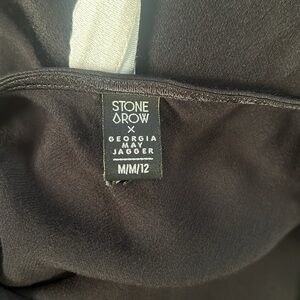 STONE
&ROW
X
GEORGIA
MAY
JAGGER
M/M/12